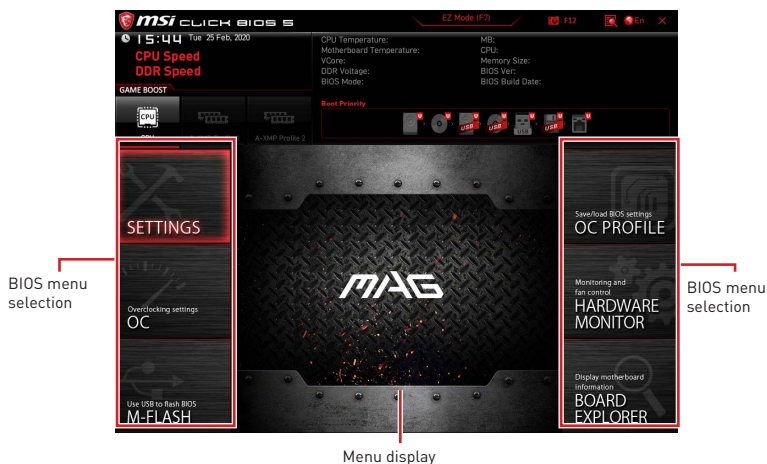 msi CLICK BIOS 5
EZ Mode (F7)
F12
En
15:44 Tue 25 Feb, 2020
CPU Speed
DDR Speed
GAME BOOST
CPU
A-XMP Profile 2
CPU Temperature:
Motherboard Temperature:
VCore:
DDR Voltage:
BIOS Mode:
MB:
CPU:
Memory Size:
BIOS Ver:
BIOS Build Date:
Boot Priority
U U U U U U U
USB USB USB USB
SETTINGS
Overclocking settings
OC
Use USB to flash BIOS
M-FLASH
MAG
Save/load BIOS settings
OC PROFILE
Monitoring and
fan control
HARDWARE
MONITOR
Display motherboard
information
BOARD
EXPLORER
BIOS menu
selection
BIOS menu
selection
Menu display